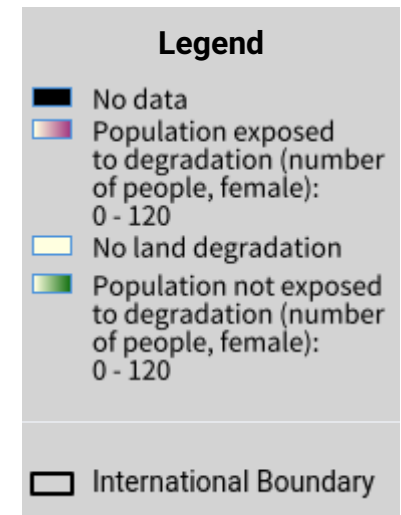 Legend
No data
Population exposed
to degradation (number
of people, female):
0 - 120
No land degradation
Population not exposed
to degradation (number
of people, female):
0 - 120
International Boundary